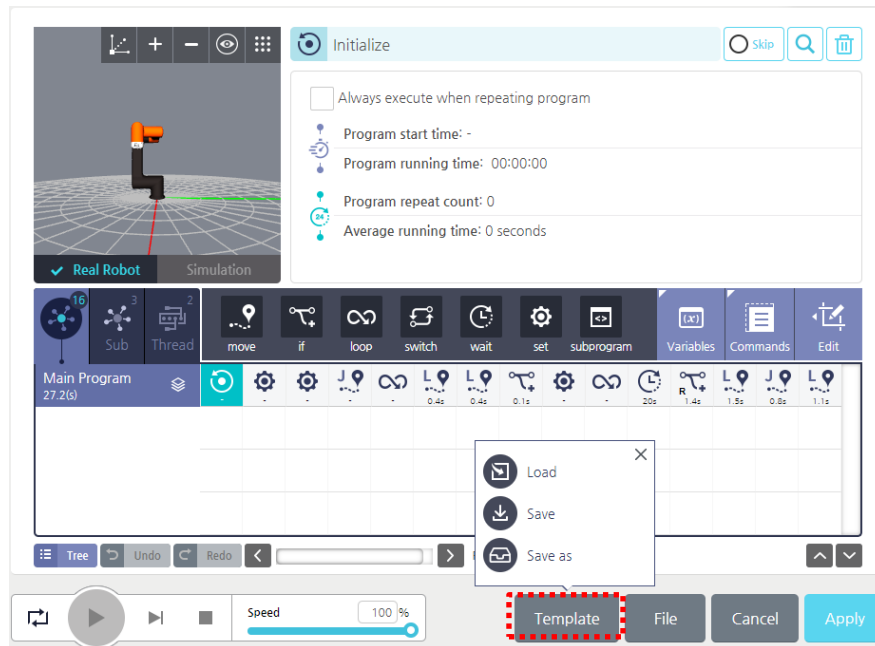 Initialize
Skip
Always execute when repeating program
Program start time: -
Program running time: 00:00:00
Program repeat count: 0
24
Average running time: 0 seconds
Real Robot
Simulation
16
3
2
Sub
Thread
move
if
loop
switch
wait
set
subprogram
(x)
Variables
Commands
Edit
Main Program
27.2(s)
J
L
L
R
L
J
L
-
-
-
-
-
0.4s
0.4s
0.1s
-
-
20s
1.4s
1.5s
0.8s
1.1s
Load
Save
Save as
Tree
Undo
Redo
Speed
100 %
Template
File
Cancel
Apply